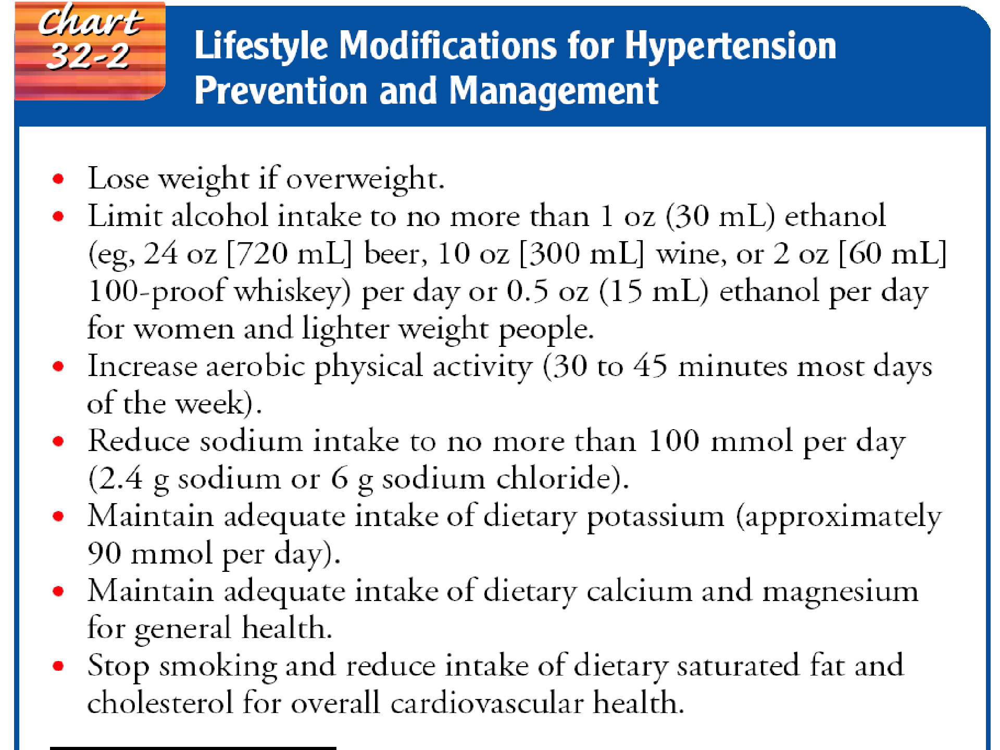 Chart
32-2
Lifestyle Modifications for Hypertension
Prevention and Management
• Lose weight if overweight.
• Limit alcohol intake to no more than 1 oz (30 mL) ethanol
(eg, 24 oz [720 mL] beer, 10 oz [300 mL] wine, or 2 oz [60 mL]
100-proof whiskey) per day or 0.5 oz (15 mL) ethanol per day
for women and lighter weight people.
• Increase aerobic physical activity (30 to 45 minutes most days
of the week).
• Reduce sodium intake to no more than 100 mmol per day
(2.4 g sodium or 6 g sodium chloride).
• Maintain adequate intake of dietary potassium (approximately
90 mmol per day).
• Maintain adequate intake of dietary calcium and magnesium
for general health.
• Stop smoking and reduce intake of dietary saturated fat and
cholesterol for overall cardiovascular health.